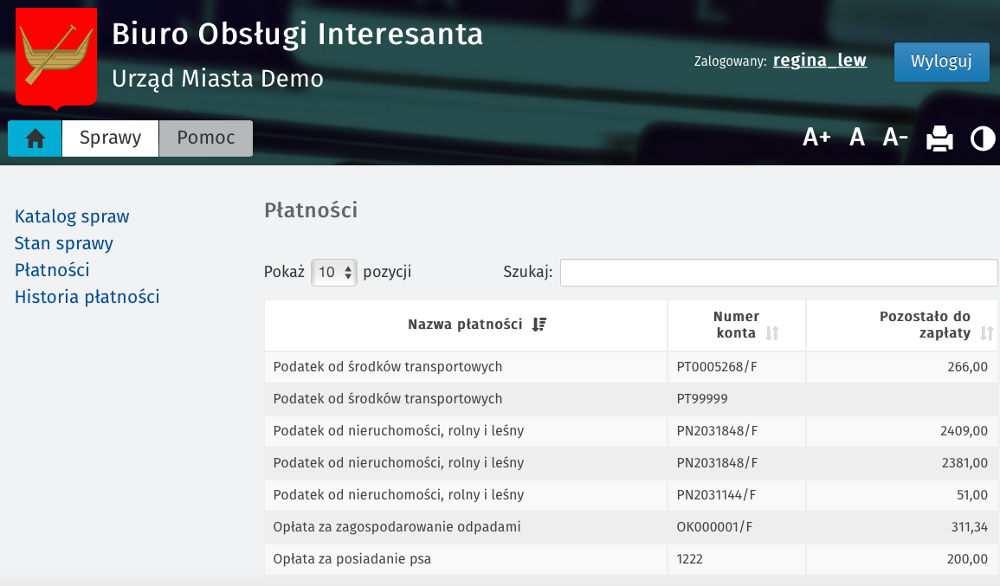 Biuro Obsługi Interesanta
Urząd Miasta Demo
Zalogowany: regina_lew
Wyloguj
Sprawy Pomoc
A+ A A-
Katalog spraw
Stan sprawy
Płatności
Historia płatności
Płatności
Pokaż 10 pozycji Szukaj:
Nazwa płatności Numer konta Pozostało do zapłaty
Podatek od środków transportowych PT0005268/F 266,00
Podatek od środków transportowych PT99999
Podatek od nieruchomości, rolny i leśny PN2031848/F 2409,00
Podatek od nieruchomości, rolny i leśny PN2031848/F 2381,00
Podatek od nieruchomości, rolny i leśny PN2031144/F 51,00
Opłata za zagospodarowanie odpadami OK000001/F 311,34
Opłata za posiadanie psa 1222 200,00